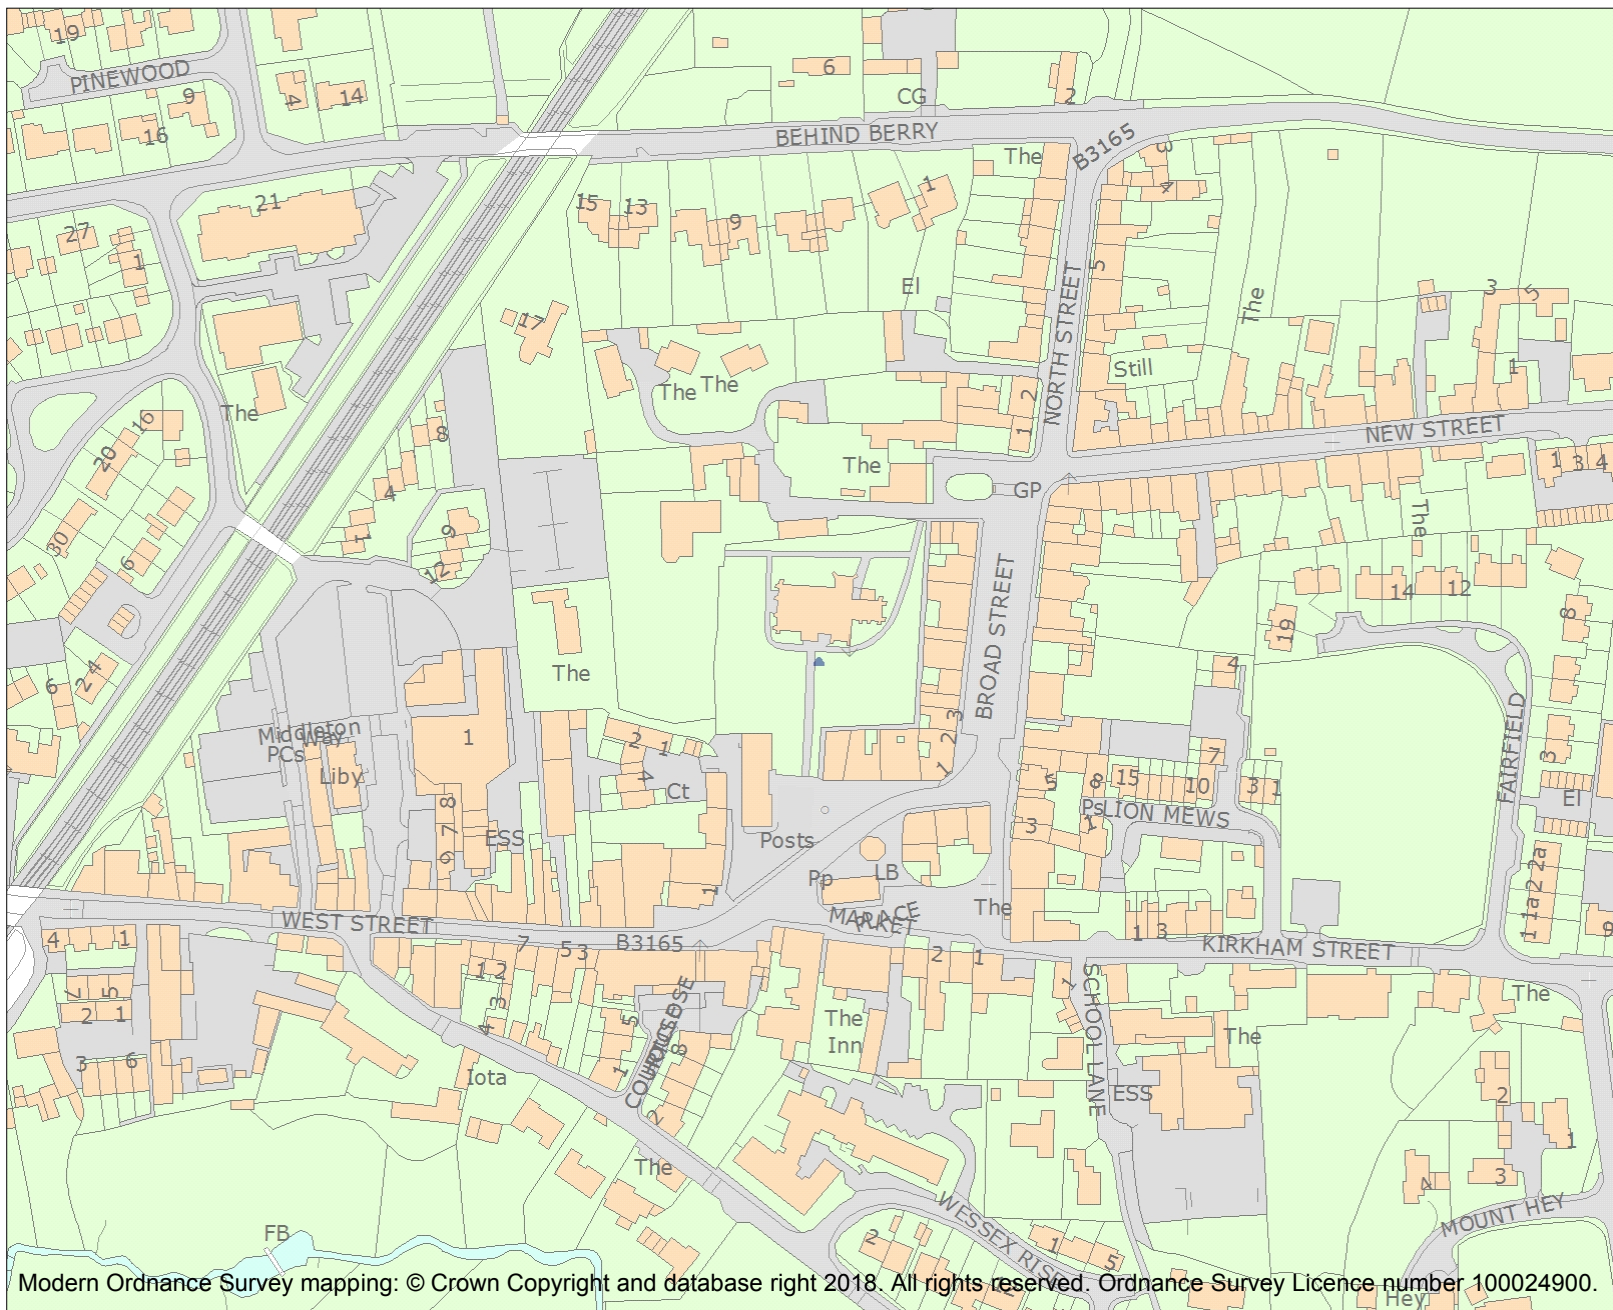 19
PINEWOOD
9
4
14
16
6
CG
2
BEHIND BERRY
B3165
The
3
4
21
15
13
9
1
27
1
El
5
NORTH STREET
The
3
5
17
Still
1
The
The
The
2
1
NEW STREET
16
8
20
The
GP
1 3 4
4
30
1
9
The
6
12
BROAD STREET
14
12
8
19
The
4
4
2
6
3
FAIRFIELD
Middleton
Way
PCs
Liby
1
2
1
4
Ct
2
1
7
3
5
8
15
10
3 1
El
Ps
LION MEWS
8
7
6
ESS
Posts
3
1
2a
2
11a
1
LB
Pp
The
MARKET
PLACE
WEST STREET
B3165
1
3
KIRKHAM STREET
9
4
1
7
5
3
1 2
3
4
2
1
7
5
2
1
3
6
SCHOOL LANE
1
The
The
Inn
The
5
8
1
2
COURT HOUSE
CLOSE
Iota
ESS
2
1
3
4
The
MOUNT HEY
WESSEX RISE
2
1
5
12
FB
Hey
Modern Ordnance Survey mapping: © Crown Copyright and database right 2018. All rights reserved. Ordnance Survey Licence number 100024900.